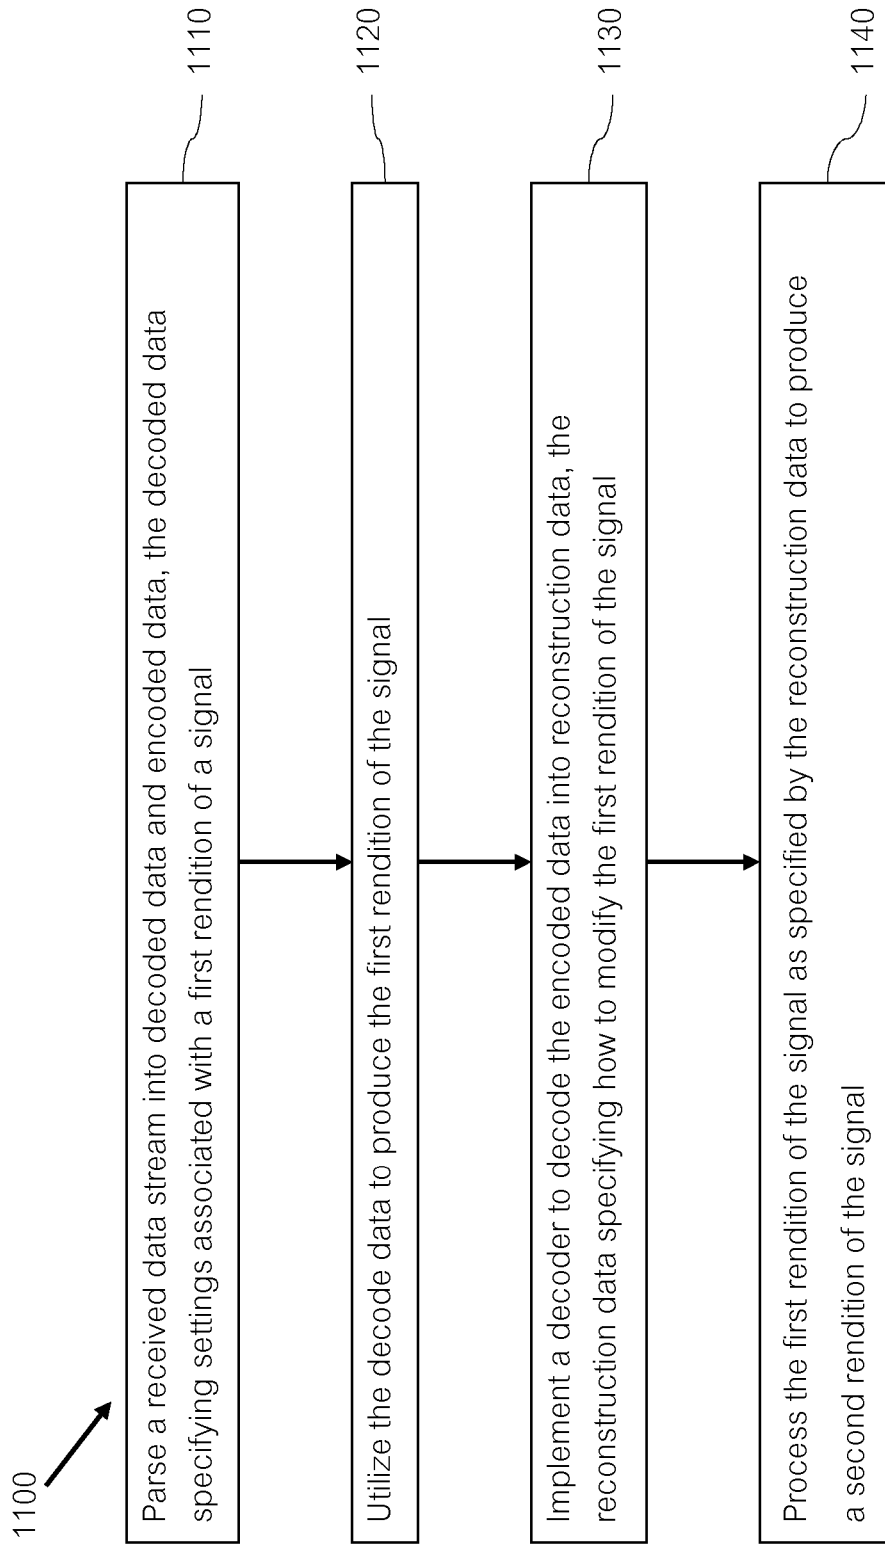 1100
Parse a received data stream into decoded data and encoded data, the decoded data
specifying settings associated with a first rendition of a signal
1110
Utilize the decode data to produce the first rendition of the signal
1120
Implement a decoder to decode the encoded data into reconstruction data, the
reconstruction data specifying how to modify the first rendition of the signal
1130
Process the first rendition of the signal as specified by the reconstruction data to produce
a second rendition of the signal
1140